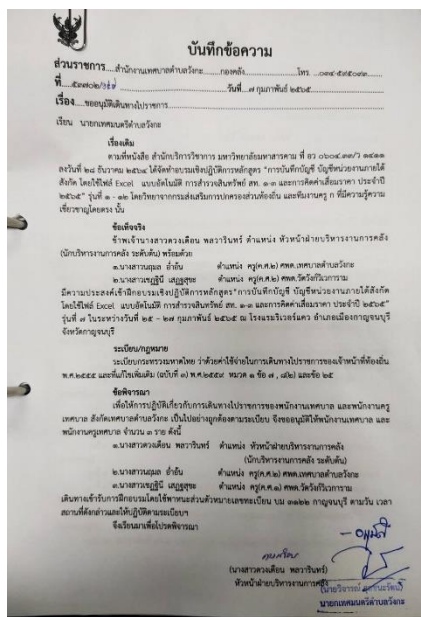 บันทึกข้อความ
ส่วนราชการ....สำนักงานเทศบาลตำบลวังกะ..........กองคลัง..............โทร. ....๐๓๔-๕๙๕๐๙๓........
ที่.....๕๓๗๐๒/๖๕๙..........วันที่....๗ กุมภาพันธ์ ๒๕๖๕...........
เรื่อง....ขออนุมัติเดินทางไปราชการ...........
เรียน นายกเทศมนตรีตำบลวังกะ
เรื่องเดิม
ตามที่หนังสือ สำนักบริการวิชาการ มหาวิทยาลัยมหาสารคาม ที่ อว ๐๖๐๔.๓๗/ว ๑๔๑๑
ลงวันที่ ๒๘ ธันวาคม ๒๕๖๔ ได้จัดทำอบรมเชิงปฏิบัติการหลักสูตร "การบันทึกบัญชี บัญชีหน่วยงานภายใต้
สังกัด โดยใช้ไฟล์ Excel แบบอัตโนมัติ การสำรวจสินทรัพย์ สท. ๑-๓ และการคิดค่าเสื่อมราคา ประจำปี
๒๕๖๕" รุ่นที่ ๑ - ๑๒ โดยวิทยากรกรมส่งเสริมการปกครองส่วนท้องถิ่น และทีมงานครู ก ที่มีความรู้ความ
เชี่ยวชาญโดยตรง นั้น
ข้อเท็จจริง
ข้าพเจ้านางสาวดวงเดือน พลวารินทร์ ตำแหน่ง หัวหน้าฝ่ายบริหารงานการคลัง
(นักบริหารงานการคลัง ระดับต้น) พร้อมด้วย
๑.นางสาวนฤมล ย่ำยืน ตำแหน่ง ครู(ค.ศ.๒) ศพด.เทศบาลตำบลวังกะ
๒.นางสาวเชฏฐินี เสฏฐสุธะ ตำแหน่ง ครู(ค.ศ.๑) ศพด.วัดวังก์วิเวการาม
มีความประสงค์เข้าฝึกอบรมเชิงปฏิบัติการหลักสูตร"การบันทึกบัญชี บัญชีหน่วยงานภายใต้สังกัด
โดยใช้ไฟล์ Excel แบบอัตโนมัติ การสำรวจสินทรัพย์ สท. ๑-๓ และการคิดค่าเสื่อมราคา ประจำปี ๒๕๖๕"
รุ่นที่ ๗ ในระหว่างวันที่ ๒๕ – ๒๗ กุมภาพันธ์ ๒๕๖๕ ณ โรงแรมริเวอร์แคว อำเภอเมืองกาญจนบุรี
จังหวัดกาญจนบุรี
ระเบียบ/กฎหมาย
ระเบียบกระทรวงมหาดไทย ว่าด้วยค่าใช้จ่ายในการเดินทางไปราชการของเจ้าหน้าที่ท้องถิ่น
พ.ศ.๒๕๕๕ และที่แก้ไขเพิ่มเติม (ฉบับที่ ๓) พ.ศ.๒๕๕๙ หมวด ๑ ข้อ ๗ , ๘(๒) และข้อ ๒๕
ข้อพิจารณา
เพื่อให้การปฏิบัติเกี่ยวกับการเดินทางไปราชการของพนักงานเทศบาล และพนักงานครู
เทศบาล สังกัดเทศบาลตำบลวังกะ เป็นไปอย่างถูกต้องตามระเบียบ จึงขออนุมัติให้พนักงานเทศบาล และ
พนักงานครูเทศบาล จำนวน ๓ ราย ดังนี้
๑.นางสาวดวงเดือน พลวารินทร์ ตำแหน่ง หัวหน้าฝ่ายบริหารงานการคลัง
(นักบริหารงานการคลัง ระดับต้น)
๒.นางสาวนฤมล ย่ำยืน ตำแหน่ง ครู(ค.ศ.๒) ศพด.เทศบาลตำบลวังกะ
๓.นางสาวเชฏฐินี เสฏฐสุธะ ตำแหน่ง ครู(ค.ศ.๑) ศพด.วัดวังก์วิเวการาม
เดินทางเข้ารับการฝึกอบรมโดยใช้พาหนะส่วนตัวหมายเลขทะเบียน บม ๓๑๒๒ กาญจนบุรี ตามวัน เวลา
สถานที่ดังกล่าวและให้ปฏิบัติตามระเบียบฯ
จึงเรียนมาเพื่อโปรดพิจารณา
- อนุมัติ
(นางสาวดวงเดือน พลวารินทร์)
หัวหน้าฝ่ายบริหารงานการคลัง
นายกเทศมนตรีตำบลวังกะ